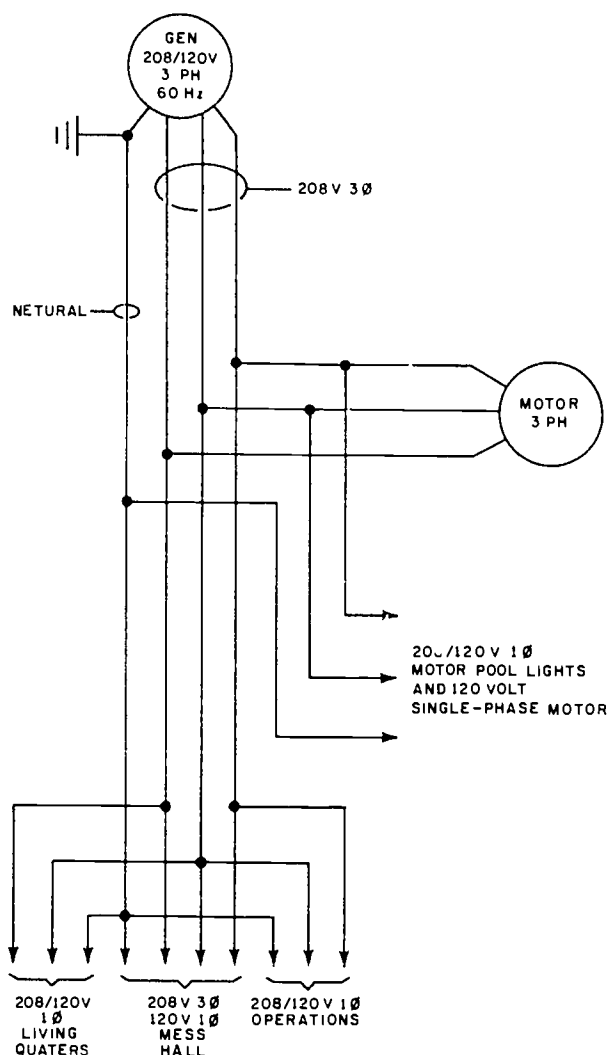 GEN
208/120V
3 PH
60 Hz
208V 3Ø
NETURAL
MOTOR
3 PH
V 1Ø
MOTOR POOL LIGHTS
AND 120 VOLT
SINGLE-PHASE MOTOR
208/120V
1Ø
LIVING
QUATERS
208V 3Ø
120V 1Ø
MESS
HALL
208/120V 1Ø
OPERATIONS